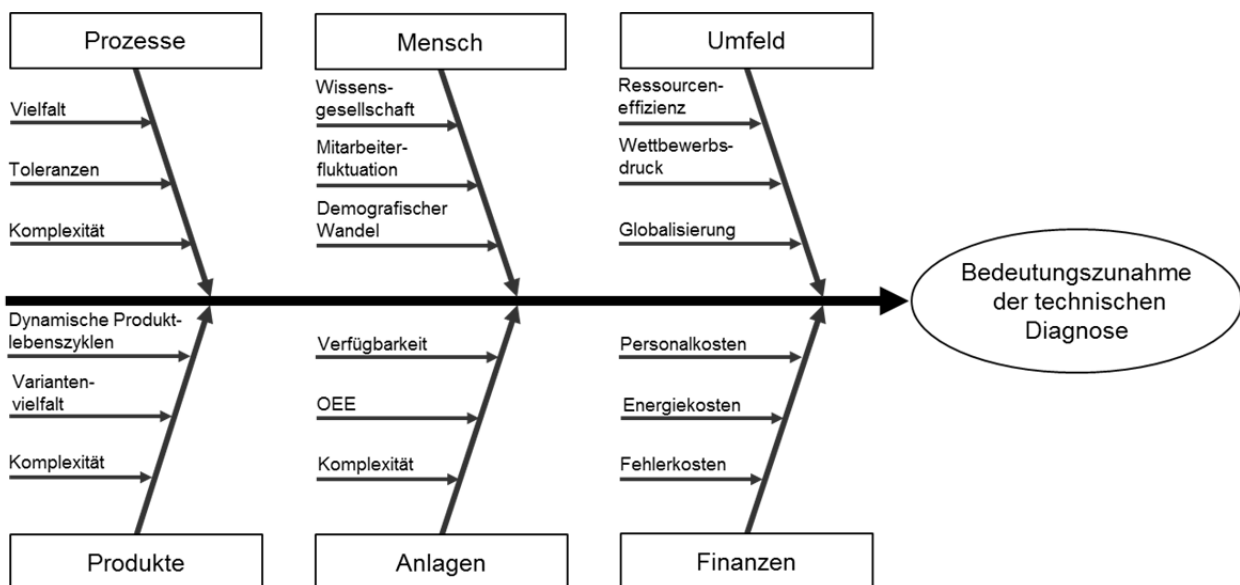 Prozesse
Mensch
Umfeld
Vielfalt
Toleranzen
Komplexität
Wissens-
gesellschaft
Mitarbeiter-
fluktuation
Demografischer
Wandel
Ressourcen-
effizienz
Wettbewerbs-
druck
Globalisierung
Bedeutungszunahme
der technischen
Diagnose
Dynamische Produkt-
lebenszyklen
Varianten-
vielfalt
Komplexität
Verfügbarkeit
OEE
Komplexität
Personalkosten
Energiekosten
Fehlerkosten
Produkte
Anlagen
Finanzen